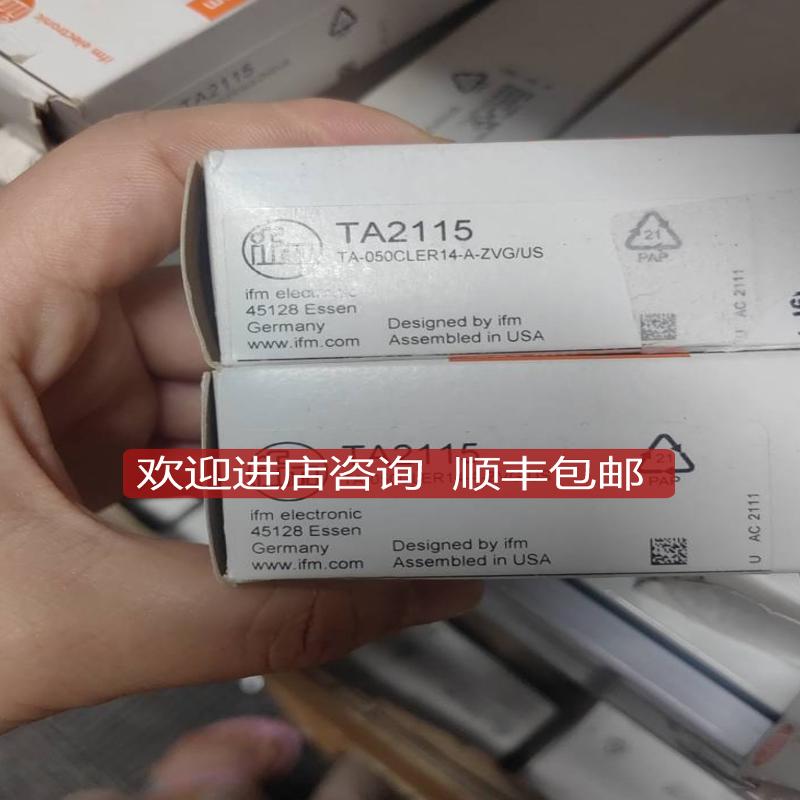 ifm electronic
TA2115
TA2115
TA-050CLER14-A-ZVG/US
ifm electronic
45128 Essen
Germany
www.ifm.com
Designed by ifm
Assembled in USA
21
PAP
U AC 2111
TA2115
欢迎进店咨询 顺丰包邮
21
PAP
ifm electronic
45128 Essen
Germany
www.ifm.com
Designed by ifm
Assembled in USA
U AC 2111